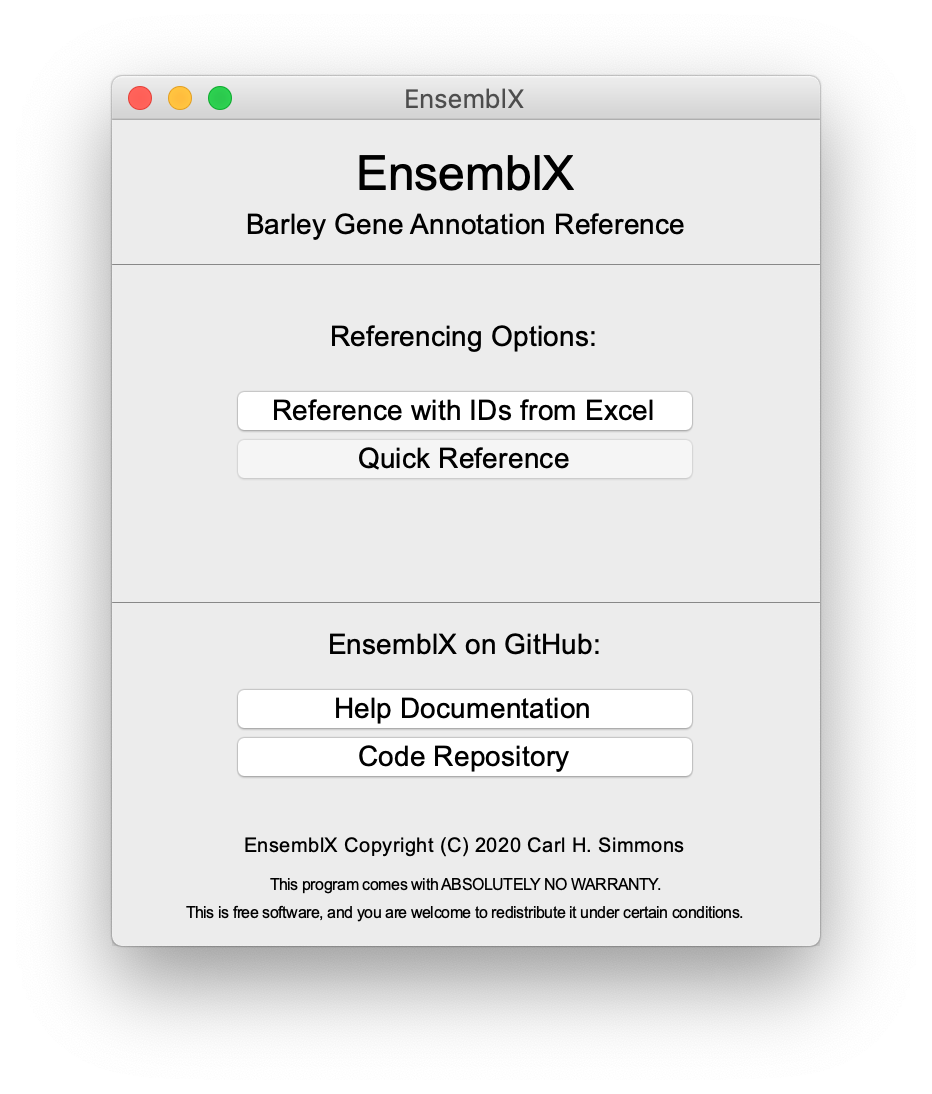 EnsemblX
EnsemblX
Barley Gene Annotation Reference
Referencing Options:
Reference with IDs from Excel
Quick Reference
EnsemblX on GitHub:
Help Documentation
Code Repository
EnsemblX Copyright (C) 2020 Carl H. Simmons
This program comes with ABSOLUTELY NO WARRANTY.
This is free software, and you are welcome to redistribute it under certain conditions.